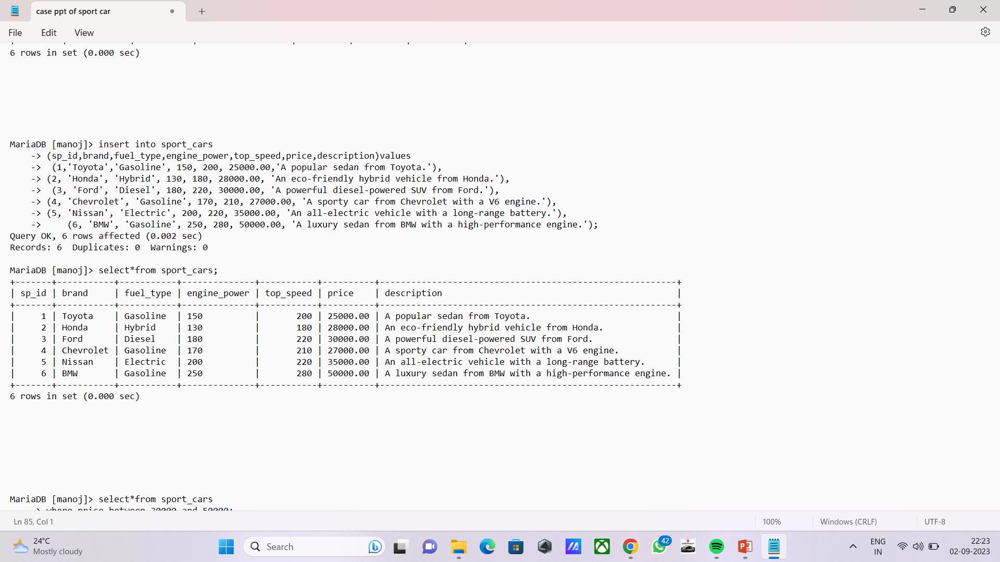 case ppt of sport car
File Edit View
6 rows in set (0.000 sec)
MariaDB [manoj]> insert into sport_cars
    -> (sp_id,brand,fuel_type,engine_power,top_speed,price,description)values
    ->  (1,'Toyota','Gasoline', 150, 200, 25000.00,'A popular sedan from Toyota.'),
    -> (2, 'Honda', 'Hybrid', 130, 180, 28000.00, 'An eco-friendly hybrid vehicle from Honda.'),
    ->  (3, 'Ford', 'Diesel', 180, 220, 30000.00, 'A powerful diesel-powered SUV from Ford.'),
    -> (4, 'Chevrolet', 'Gasoline', 170, 210, 27000.00, 'A sporty car from Chevrolet with a V6 engine.'),
    -> (5, 'Nissan', 'Electric', 200, 220, 35000.00, 'An all-electric vehicle with a long-range battery.'),
    ->     (6, 'BMW', 'Gasoline', 250, 280, 50000.00, 'A luxury sedan from BMW with a high-performance engine.');
Query OK, 6 rows affected (0.002 sec)
Records: 6  Duplicates: 0  Warnings: 0
MariaDB [manoj]> select*from sport_cars;
+-------+-----------+-----------+--------------+-----------+----------+---------------------------------------------------------+
| sp_id | brand     | fuel_type | engine_power | top_speed | price    | description                                             |
+-------+-----------+-----------+--------------+-----------+----------+---------------------------------------------------------+
|     1 | Toyota    | Gasoline  | 150          |       200 | 25000.00 | A popular sedan from Toyota.                            |
|     2 | Honda     | Hybrid    | 130          |       180 | 28000.00 | An eco-friendly hybrid vehicle from Honda.              |
|     3 | Ford      | Diesel    | 180          |       220 | 30000.00 | A powerful diesel-powered SUV from Ford.                |
|     4 | Chevrolet | Gasoline  | 170          |       210 | 27000.00 | A sporty car from Chevrolet with a V6 engine.           |
|     5 | Nissan    | Electric  | 200          |       220 | 35000.00 | An all-electric vehicle with a long-range battery.      |
|     6 | BMW       | Gasoline  | 250          |       280 | 50000.00 | A luxury sedan from BMW with a high-performance engine. |
+-------+-----------+-----------+--------------+-----------+----------+---------------------------------------------------------+
6 rows in set (0.000 sec)
MariaDB [manoj]> select*from sport_cars
    -> where price between 30000 and 50000;
Ln 85, Col 1 100% Windows (CRLF) UTF-8
24°C
Mostly cloudy
Search
42
ENG
IN
22:23
02-09-2023